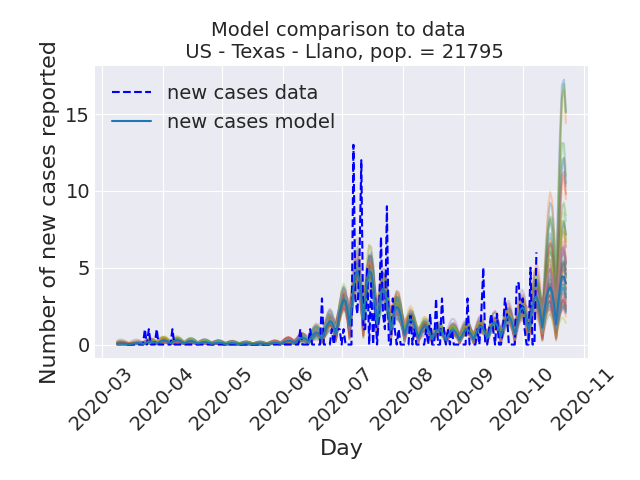 Model comparison to data
US - Texas - Llano, pop. = 21795
Number of new cases reported
15
10
5
0
new cases data
new cases model
2020-03
2020-04
2020-05
2020-06
2020-07
2020-08
2020-09
2020-10
2020-11
Day